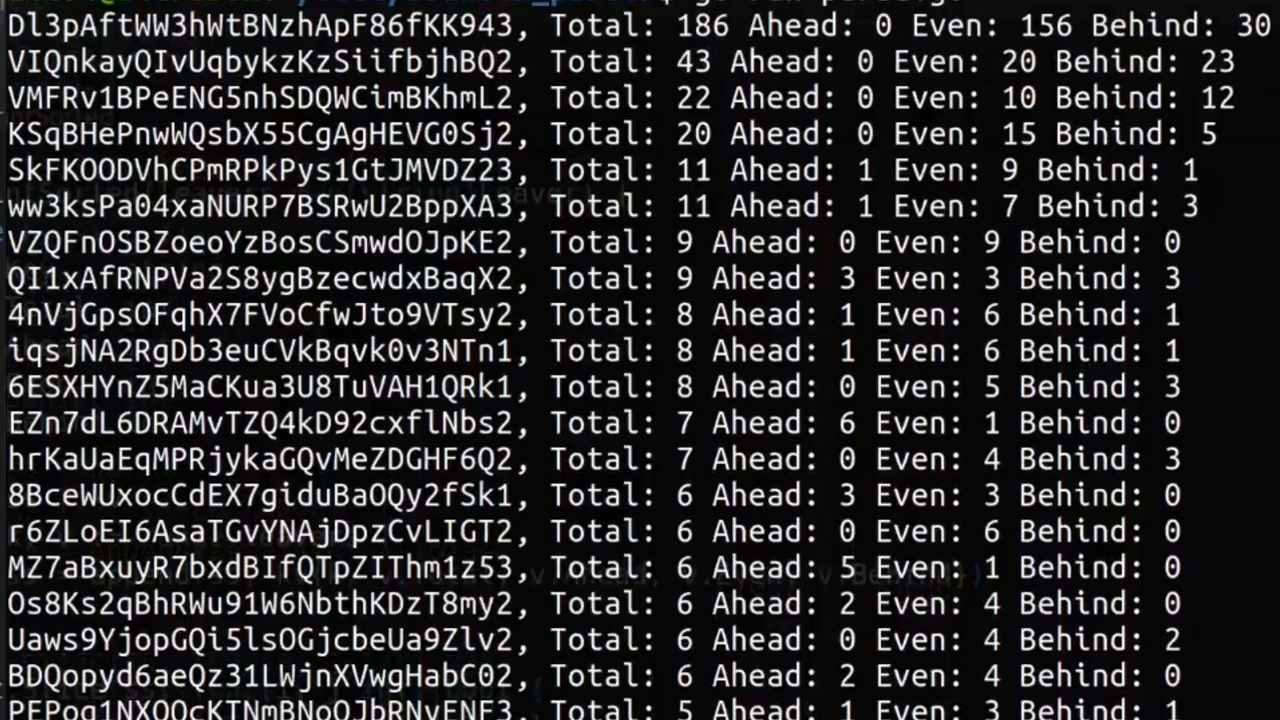 Dl3pAftWW3hWtBNzhApF86fKK943, Total: 186 Ahead: 0 Even: 156 Behind: 30
VIQnkayQIvUqbykzKzSiifbjhBQ2, Total: 43 Ahead: 0 Even: 20 Behind: 23
VMFRv1BPeENG5nhSDQWCimBKhmL2, Total: 22 Ahead: 0 Even: 10 Behind: 12
KSqBHePnwWQsbX55CgAgHEVG0Sj2, Total: 20 Ahead: 0 Even: 15 Behind: 5
SkFKOODVhCPmRPkPys1GtJMVDZ23, Total: 11 Ahead: 1 Even: 9 Behind: 1
ww3ksPa04xaNURP7BSRwU2BppXA3, Total: 11 Ahead: 1 Even: 7 Behind: 3
VZQFnOSBZoeoYzBosCSmwdOJpKE2, Total: 9 Ahead: 0 Even: 9 Behind: 0
QI1xAfRNPVa2S8ygBzecwdxBaqX2, Total: 9 Ahead: 3 Even: 3 Behind: 3
4nVjGpsOFqhX7FVoCfwJto9VTsy2, Total: 8 Ahead: 1 Even: 6 Behind: 1
iqsjNA2RgDb3euCVkBqvk0v3NTn1, Total: 8 Ahead: 1 Even: 6 Behind: 1
6ESXHYnZ5MaCKua3U8TuVAH1QRk1, Total: 8 Ahead: 0 Even: 5 Behind: 3
EZn7dL6DRAMvTZQ4kD92cxflNbs2, Total: 7 Ahead: 6 Even: 1 Behind: 0
hrKaUaEqMPRjykaGQvMeZDGHF6Q2, Total: 7 Ahead: 0 Even: 4 Behind: 3
8BceWUxocCdEX7giduBaOQy2fSk1, Total: 6 Ahead: 3 Even: 3 Behind: 0
r6ZLoEI6AsaTGvYNAjDpzCvLIGT2, Total: 6 Ahead: 0 Even: 6 Behind: 0
MZ7aBxuyR7bxdBIfQTpZIThm1z53, Total: 6 Ahead: 5 Even: 1 Behind: 0
Os8Ks2qBhRWu91W6NbthKDzT8my2, Total: 6 Ahead: 2 Even: 4 Behind: 0
Uaws9YjopGQi5lsOGjcbeUa9Zlv2, Total: 6 Ahead: 0 Even: 4 Behind: 2
BDQopyd6aeQz31LWjnXVwgHabC02, Total: 6 Ahead: 2 Even: 4 Behind: 0
Total: 5 Ahead: 1 Even: 3 Behind: 1